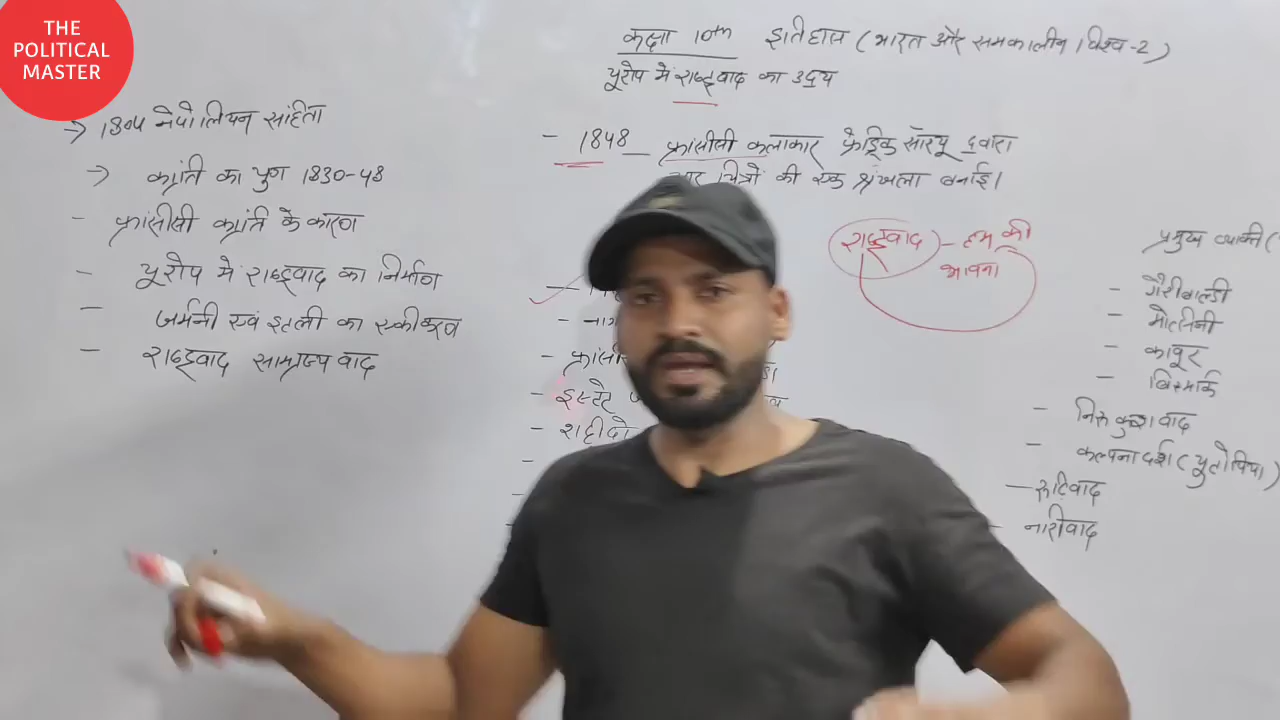 THE
POLITICAL
MASTER
कक्षा 10th इतिहास (भारत और समकालीन विश्व-2)
यूरोप में राष्ट्रवाद का उदय
→ 1804 नेपोलियन संहिता
→ क्रांति का युग 1830-48
- फ्रांसीसी क्रांति के कारण
- यूरोप में राष्ट्रवाद का निर्माण
- जर्मनी एवं इटली का एकीकरण
- राष्ट्रवाद साम्राज्यवाद
- 1848 फ्रांसीसी कलाकार फ्रेड्रिक सॉरयू द्वारा
चित्रों की एक श्रृंखला बनाई।
राष्ट्रवाद - हम की
भावना
- इस्टेट
- शहीदो
प्रमुख व्यक्ति (
- गैरीबाल्डी
- मेत्सिनी
- कावूर
- बिस्मार्क
- निरंकुशवाद
- कल्पनादर्श (युतोपिया)
- रूढ़िवाद
- नारीवाद